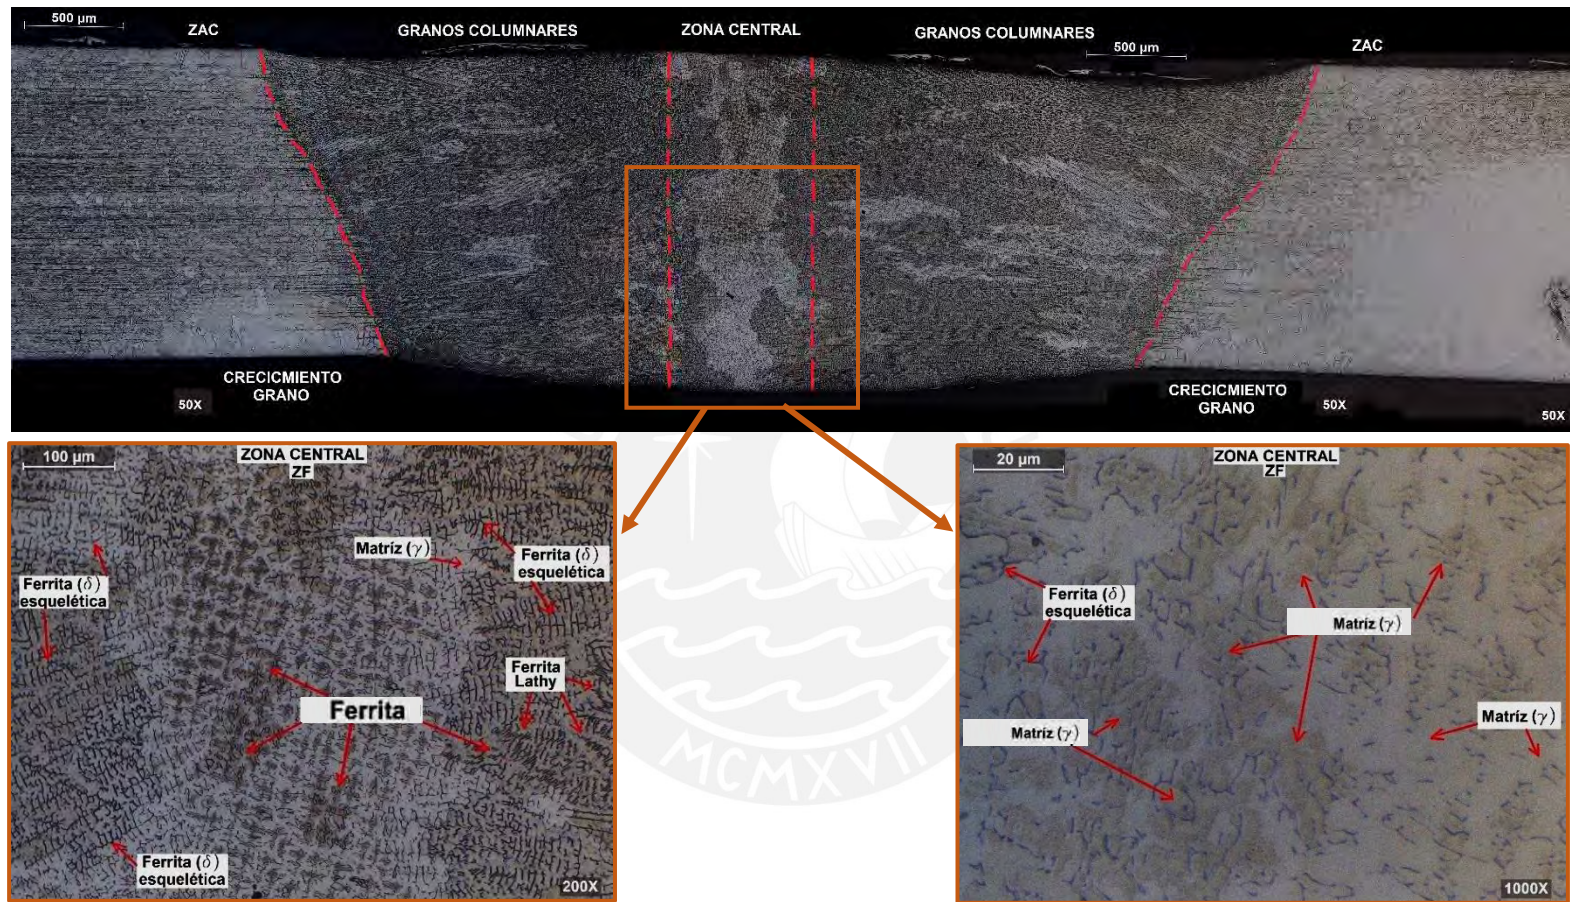 500 µm
ZAC
GRANOS COLUMNARES
ZONA CENTRAL
GRANOS COLUMNARES
500 µm
ZAC
CRECICMIENTO
GRANO
50X
CRECICMIENTO
GRANO
50X
50X
100 µm
ZONA CENTRAL
ZF
Matríz (γ)
Ferrita (δ)
esquelética
Ferrita (δ)
esquelética
Ferrita
Lathy
Ferrita
Ferrita (δ)
esquelética
200X
20 µm
ZONA CENTRAL
ZF
Ferrita (δ)
esquelética
Matríz (γ)
Matríz (γ)
Matríz (γ)
1000X
MCMXVII